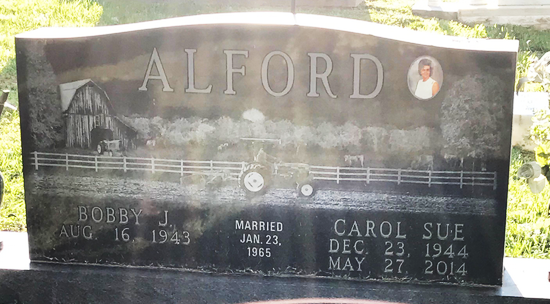 ALFORD
BOBBY J.
AUG. 16, 1943
MARRIED
JAN. 23,
1965
CAROL SUE
DEC. 23, 1944
MAY 27, 2014